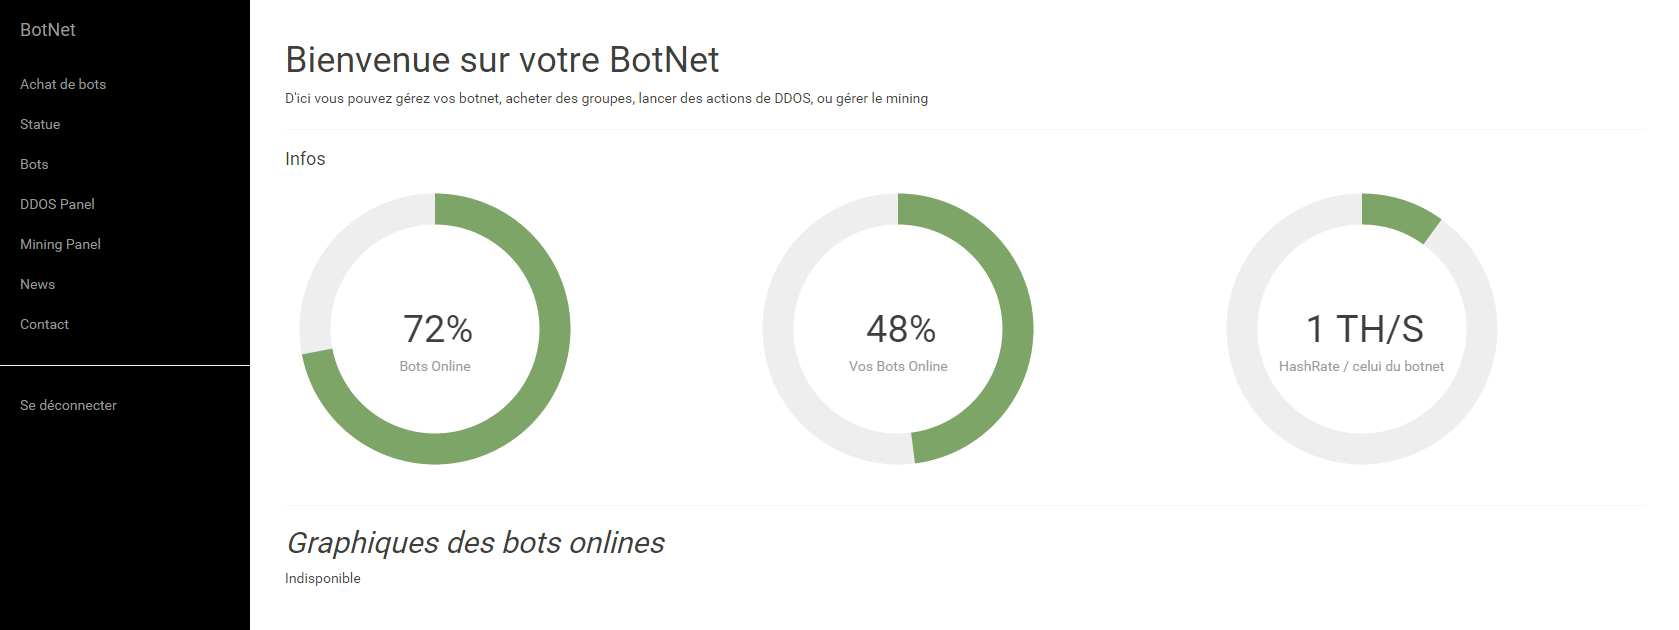 BotNet
Achat de bots
Statue
Bots
DDOS Panel
Mining Panel
News
Contact
Se déconnecter
Bienvenue sur votre BotNet
D'ici vous pouvez gérez vos botnet, acheter des groupes, lancer des actions de DDOS, ou gérer le mining
Infos
72%
Bots Online
48%
Vos Bots Online
1 TH/S
HashRate / celui du botnet
Graphiques des bots onlines
Indisponible